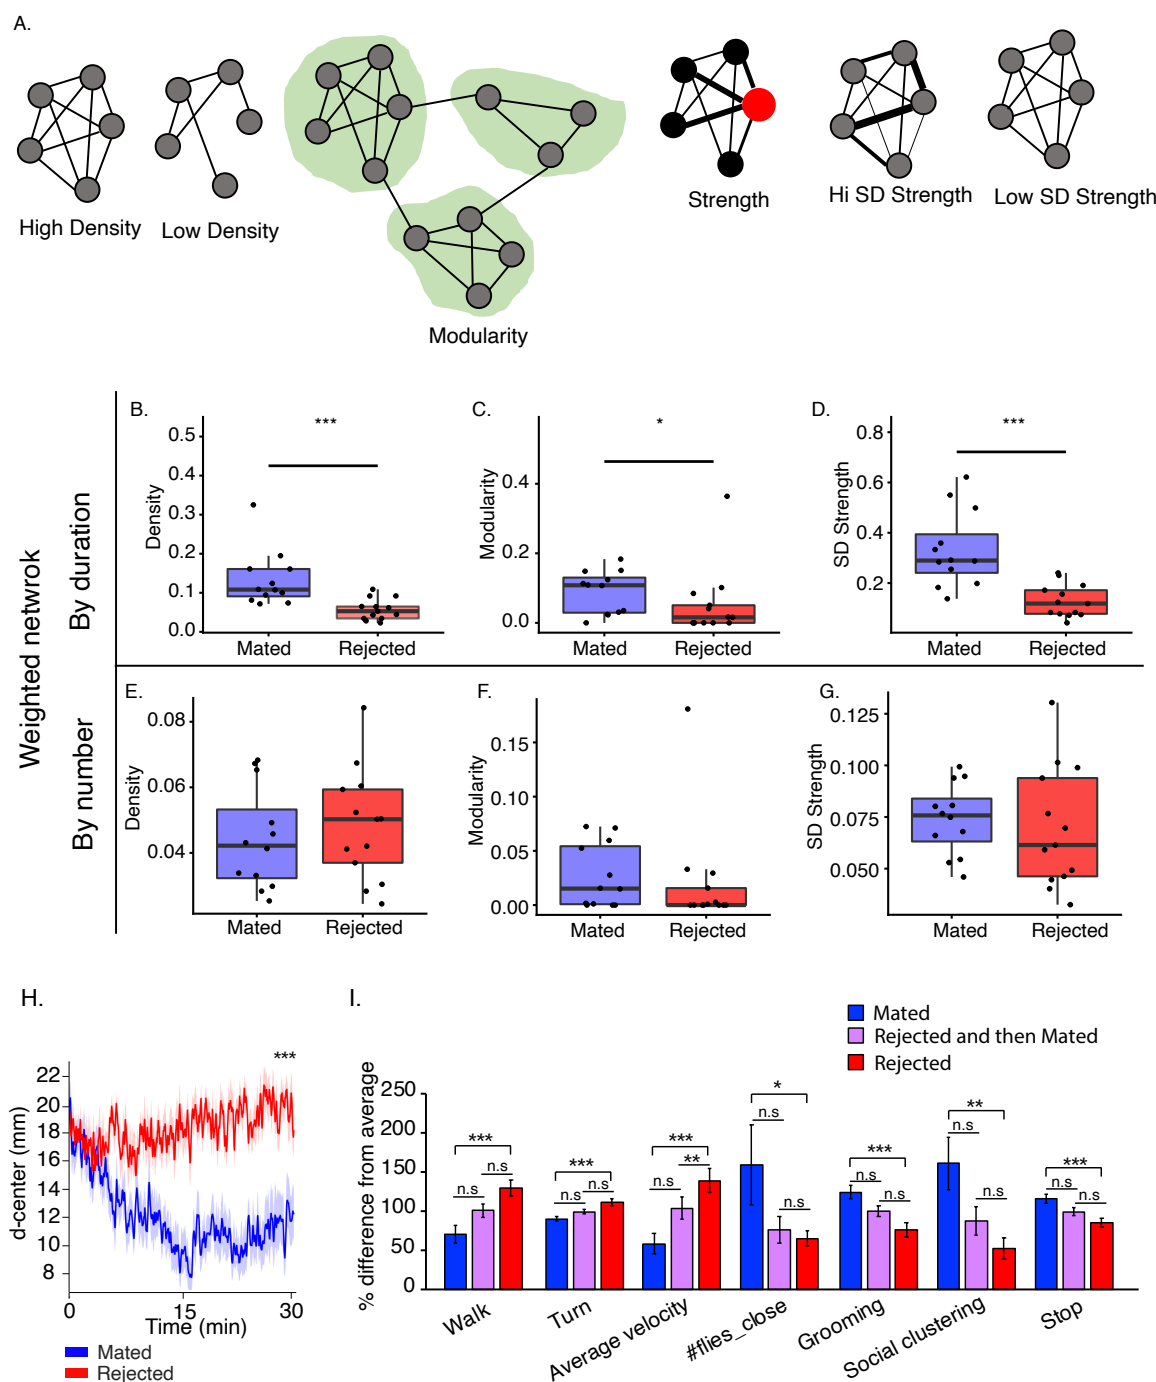 A.
High Density
Low Density
Modularity
Strength
Hi SD Strength
Low SD Strength
Weighted netwrok
By duration
By number
B.
***
Density
0.5
0.4
0.3
0.2
0.1
0.0
Mated
Rejected
C.
*
Modularity
0.4
0.2
0.0
Mated
Rejected
D.
***
SD Strength
0.8
0.6
0.4
0.2
Mated
Rejected
E.
Density
0.08
0.06
0.04
Mated
Rejected
F.
Modularity
0.15
0.10
0.05
0.00
Mated
Rejected
G.
SD Strength
0.125
0.100
0.075
0.050
Mated
Rejected
H.
***
d-center (mm)
22
20
18
16
14
12
10
8
0 15 30
Time (min)
Mated
Rejected
I.
Mated
Rejected and then Mated
Rejected
% difference from average
250
200
150
100
50
0
***
n.s
n.s
***
n.s
n.s
***
**
n.s
*
n.s
n.s
***
n.s
n.s
**
n.s
n.s
***
n.s
n.s
Walk
Turn
Average velocity
#flies_close
Grooming
Social clustering
Stop